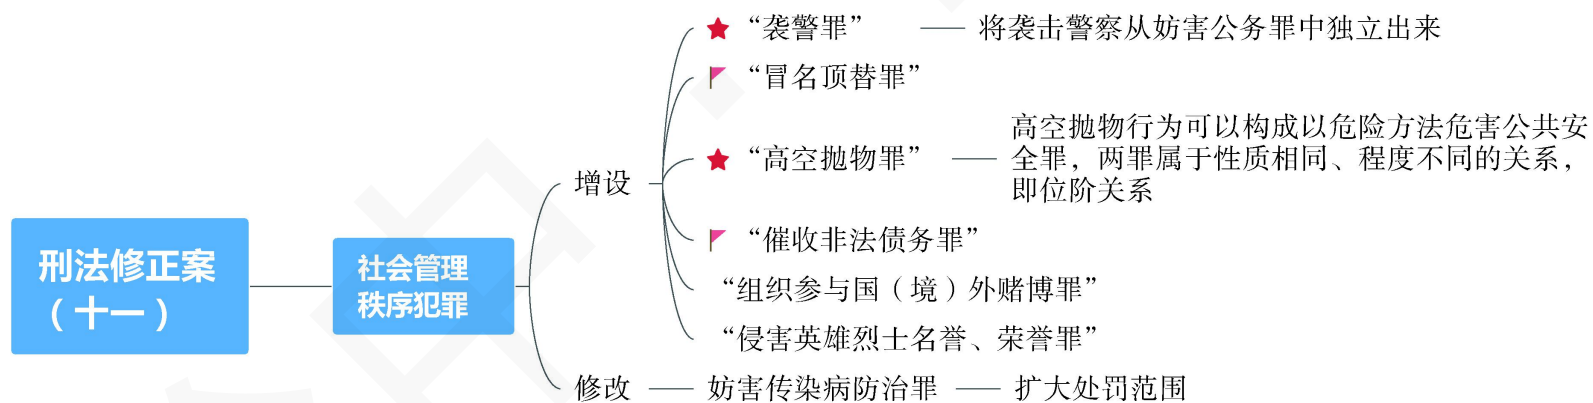 “袭警罪” 将袭击警察从妨害公务罪中独立出来
“冒名顶替罪”
“高空抛物罪” 高空抛物行为可以构成以危险方法危害公共安
全罪，两罪属于性质相同、程度不同的关系，
即位阶关系
增设
“催收非法债务罪”
“组织参与国（境）外赌博罪”
“侵害英雄烈士名誉、荣誉罪”
刑法修正案
（十一）
社会管理
秩序犯罪
修改 妨害传染病防治罪 扩大处罚范围